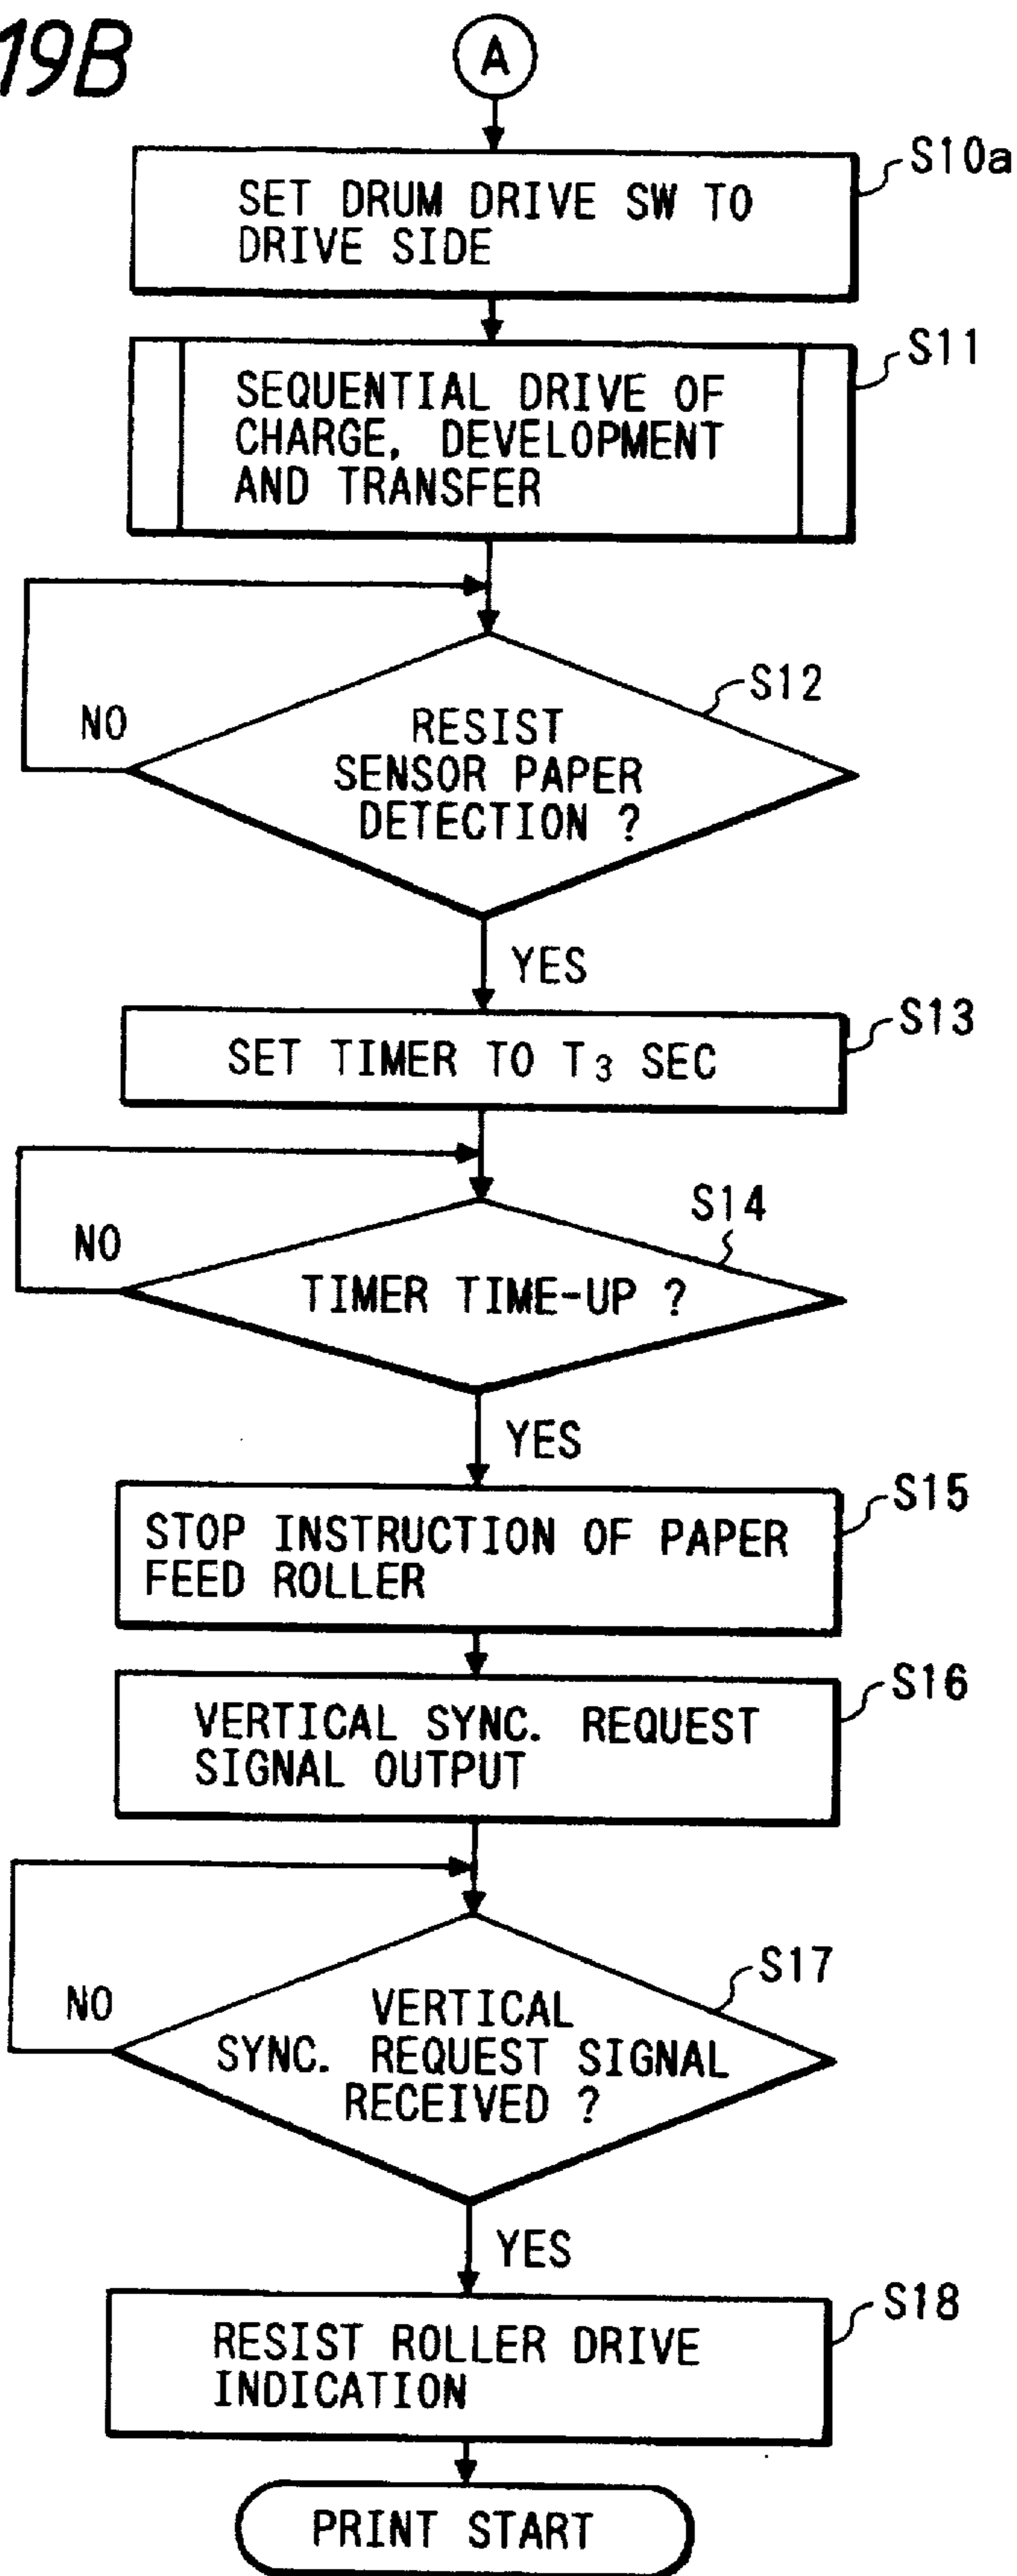 19B
A
S10a
SET DRUM DRIVE SW TO
DRIVE SIDE
S11
SEQUENTIAL DRIVE OF
CHARGE, DEVELOPMENT
AND TRANSFER
S12
NO
RESIST
SENSOR PAPER
DETECTION ?
YES
S13
SET TIMER TO T3 SEC
S14
NO
TIMER TIME-UP ?
YES
S15
STOP INSTRUCTION OF PAPER
FEED ROLLER
S16
VERTICAL SYNC. REQUEST
SIGNAL OUTPUT
S17
NO
VERTICAL
SYNC. REQUEST SIGNAL
RECEIVED ?
YES
S18
RESIST ROLLER DRIVE
INDICATION
PRINT START